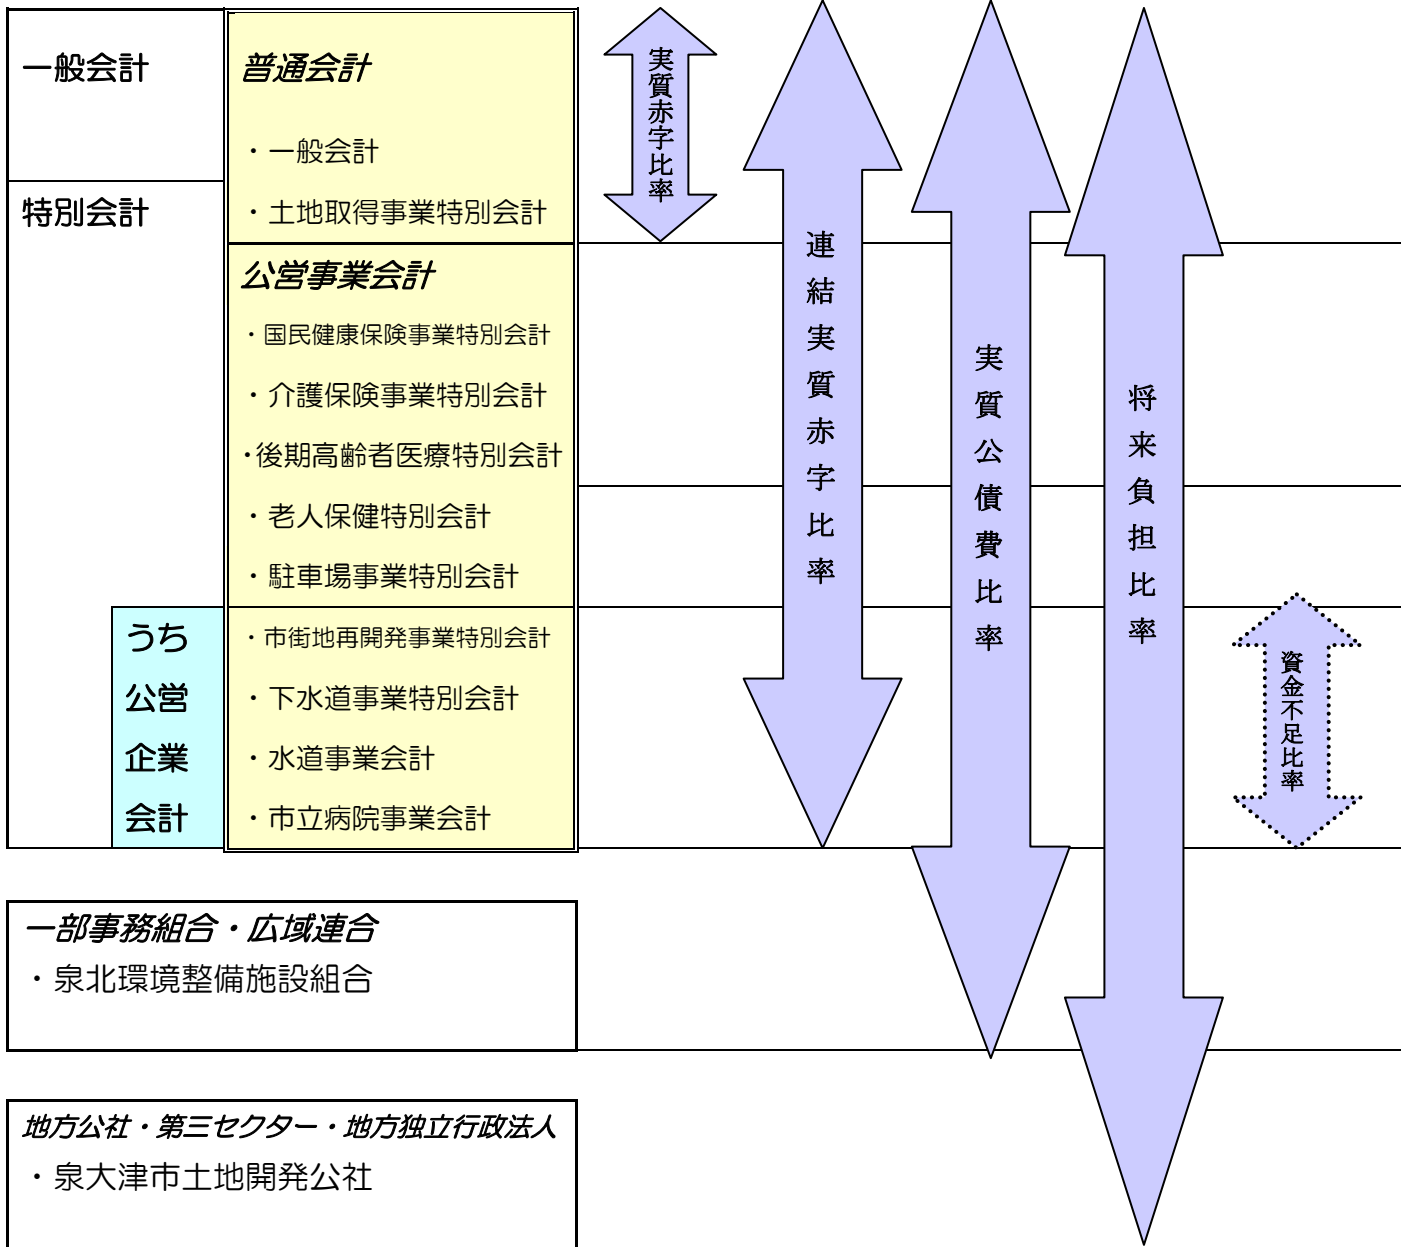 一般会計
普通会計
・一般会計
特別会計
・土地取得事業特別会計
公営事業会計
・国民健康保険事業特別会計
・介護保険事業特別会計
・後期高齢者医療特別会計
・老人保健特別会計
・駐車場事業特別会計
うち
公営
企業
会計
・市街地再開発事業特別会計
・下水道事業特別会計
・水道事業会計
・市立病院事業会計
実質赤字比率
連結実質赤字比率
実質公債費比率
将来負担比率
資金不足比率
一部事務組合・広域連合
・泉北環境整備施設組合
地方公社・第三セクター・地方独立行政法人
・泉大津市土地開発公社